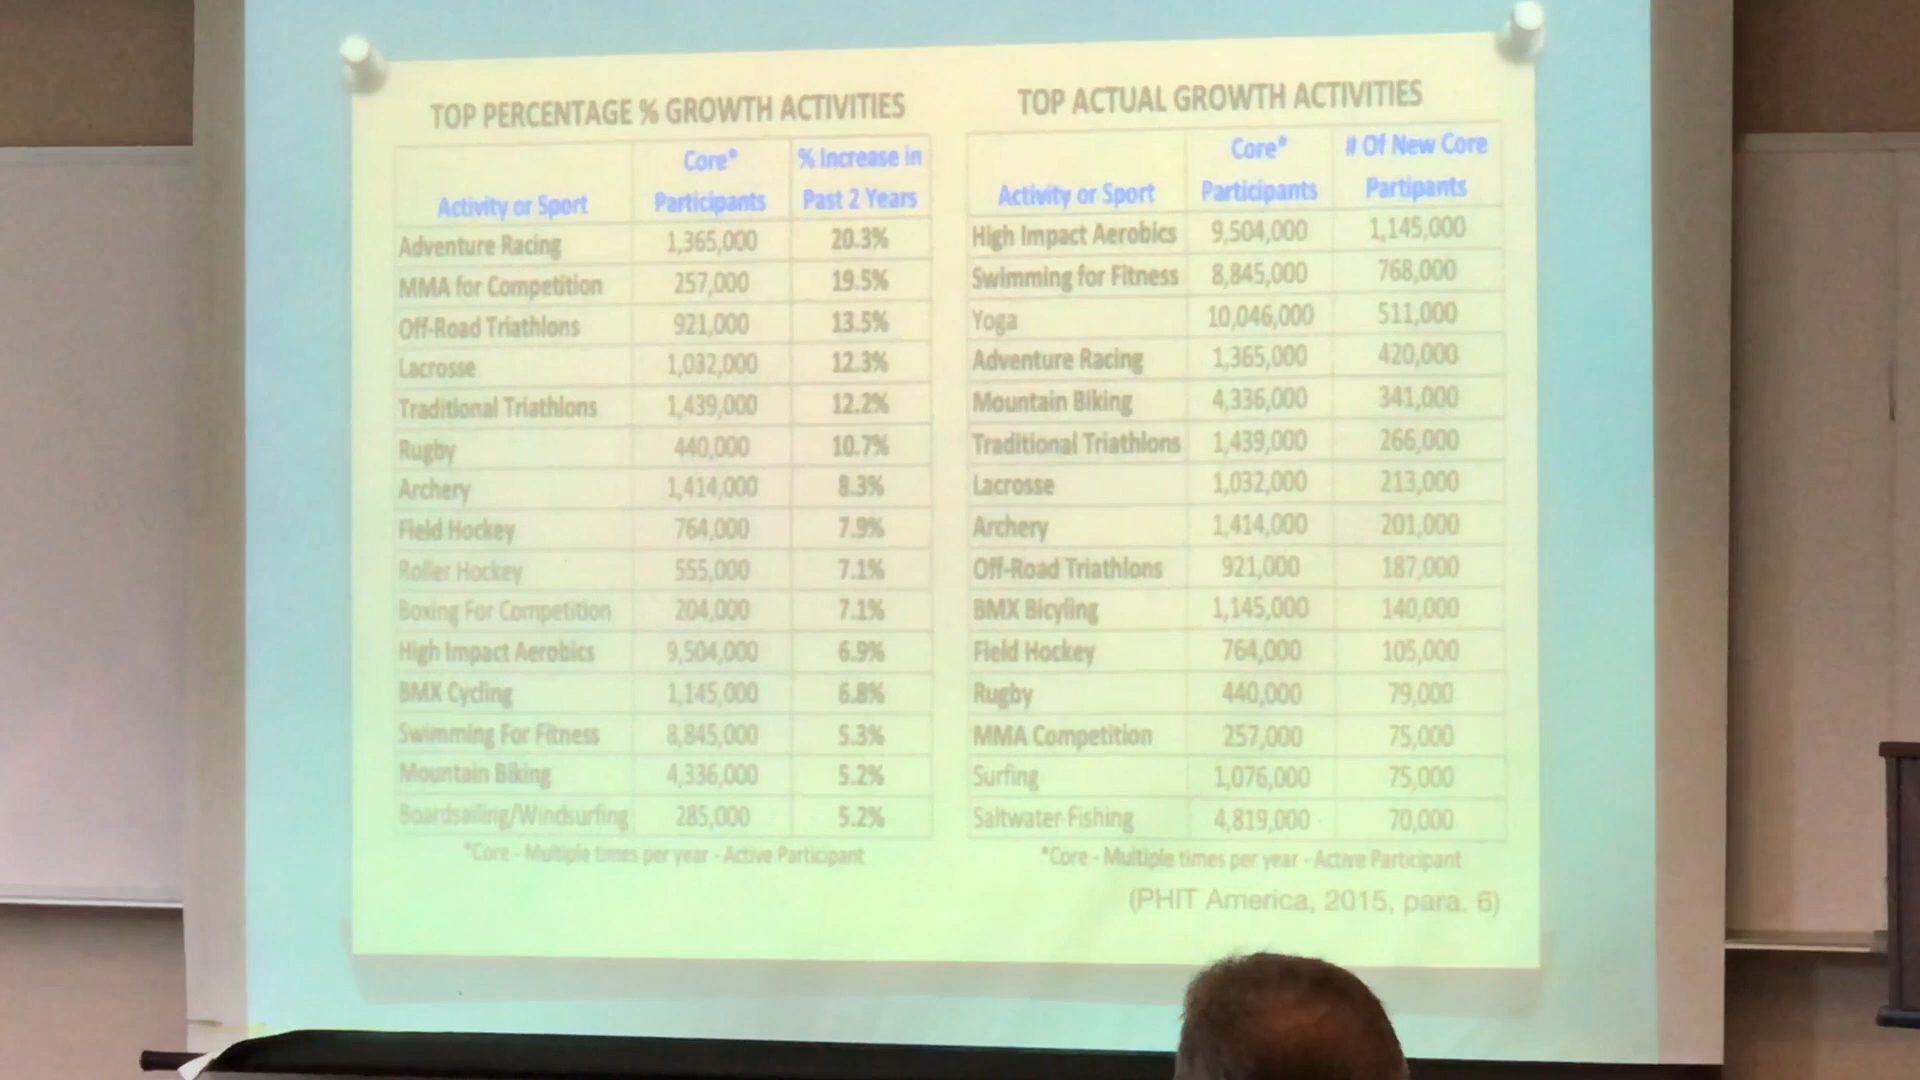 TOP PERCENTAGE % GROWTH ACTIVITIES
Activity or Sport Core* Participants % Increase in Past 2 Years
Adventure Racing 1,365,000 20.3%
MMA for Competition 257,000 19.5%
Off-Road Triathlons 921,000 13.5%
Lacrosse 1,032,000 12.3%
Traditional Triathlons 1,439,000 12.2%
Rugby 440,000 10.7%
Archery 1,414,000 8.3%
Field Hockey 764,000 7.9%
Roller Hockey 555,000 7.1%
Boxing For Competition 204,000 7.1%
High Impact Aerobics 9,504,000 6.9%
BMX Cycling 1,145,000 6.8%
Swimming For Fitness 8,845,000 5.3%
Mountain Biking 4,336,000 5.2%
Boardsailing/Windsurfing 285,000 5.2%
*Core - Multiple times per year - Active Participant
TOP ACTUAL GROWTH ACTIVITIES
Activity or Sport Core* Participants # Of New Core Partipants
High Impact Aerobics 9,504,000 1,145,000
Swimming for Fitness 8,845,000 768,000
Yoga 10,046,000 511,000
Adventure Racing 1,365,000 420,000
Mountain Biking 4,336,000 341,000
Traditional Triathlons 1,439,000 266,000
Lacrosse 1,032,000 213,000
Archery 1,414,000 201,000
Off-Road Triathlons 921,000 187,000
BMX Bicyling 1,145,000 140,000
Field Hockey 764,000 105,000
Rugby 440,000 79,000
MMA Competition 257,000 75,000
Surfing 1,076,000 75,000
Saltwater Fishing 4,819,000 70,000
*Core - Multiple times per year - Active Participant
(PHIT America, 2015, para. 6)